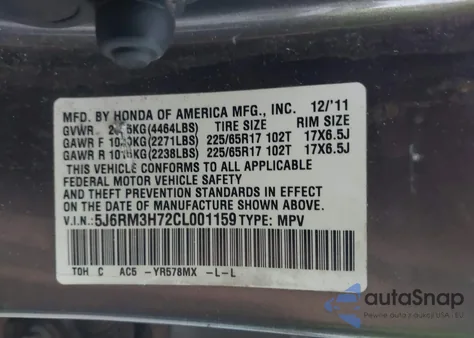 MFD. BY HONDA OF AMERICA MFG., INC. 12/'11
GVWR (4464LBS) TIRE SIZE RIM SIZE
GAWR F (2271LBS) 225/65R17 102T 17X6.5J
GAWR R (2238LBS) 225/65R17 102T 17X6.5J
THIS VEHICLE CONFORMS TO ALL APPLICABLE
FEDERAL MOTOR VEHICLE SAFETY
AND THEFT PREVENTION STANDARDS IN EFFECT
ON THE DATE OF MANUFACTURE SHOWN ABOVE.
V.I.N.: 5J6RM3H72CL001159 TYPE: MPV
TOH C AC5 -YR578MX -L-L
autoSnap